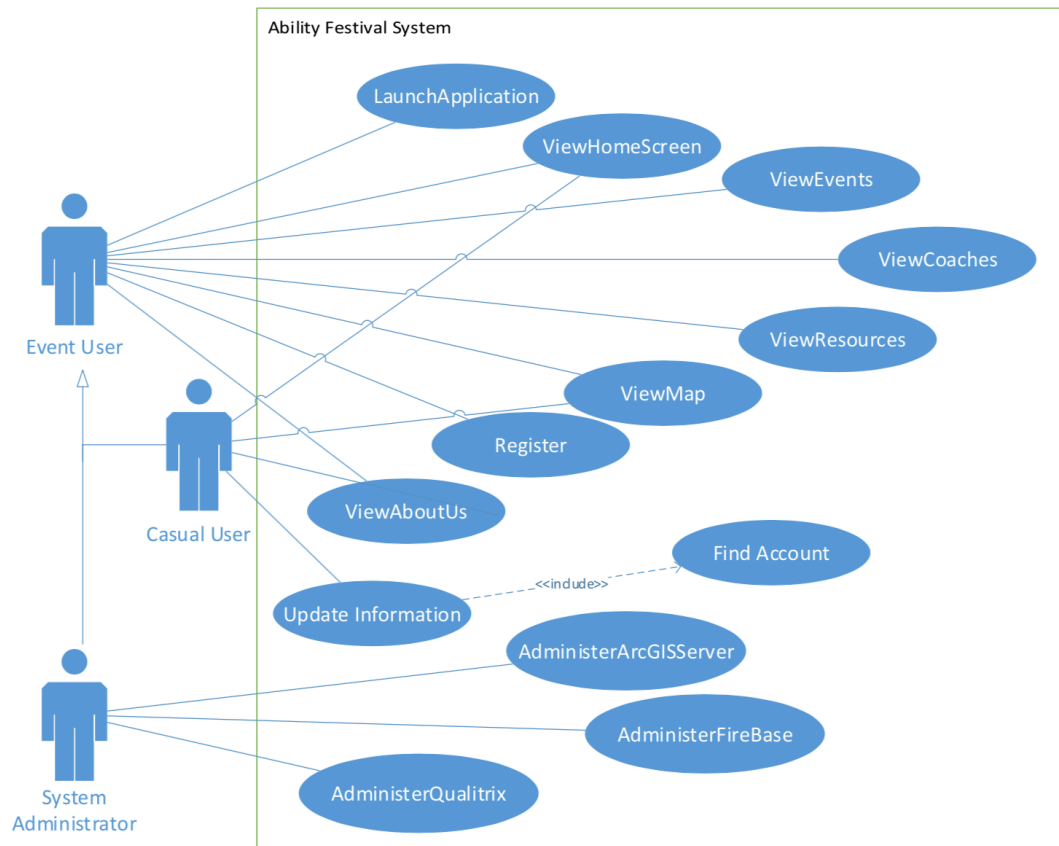 Ability Festival System
LaunchApplication
ViewHomeScreen
ViewEvents
ViewCoaches
Event User
ViewResources
ViewMap
Register
ViewAboutUs
Casual User
Find Account
<<include>>
Update Information
AdministerArcGISServer
AdministerFireBase
AdministerQualitrix
System
Administrator